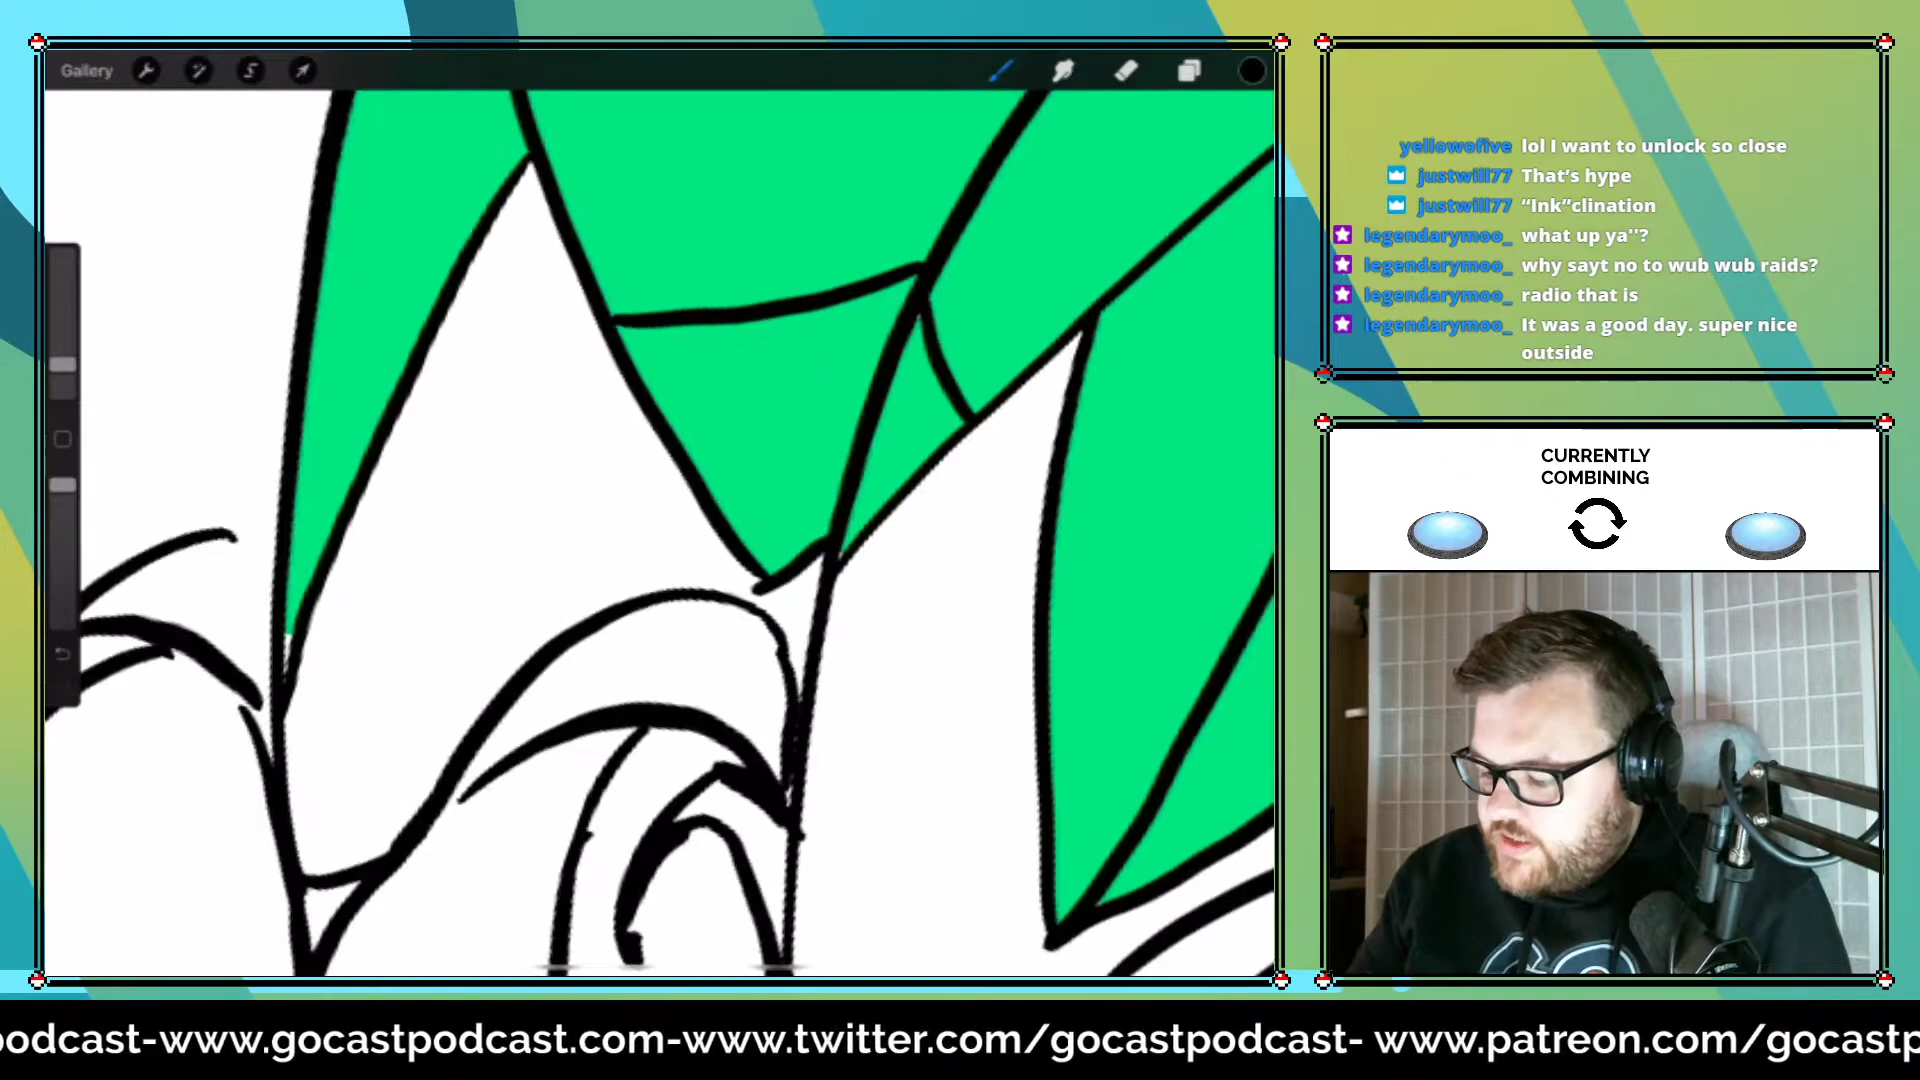 Gallery
yellowofive lol I want to unlock so close
justwill77 That's hype
justwill77 “Ink”clination
legendarymoo_ what up ya''?
legendarymoo_ why sayt no to wub wub raids?
legendarymoo_ radio that is
legendarymoo_ It was a good day. super nice
outside
CURRENTLY
COMBINING
podcast-www.gocastpodcast.com-www.twitter.com/gocastpodcast- www.patreon.com/gocastp